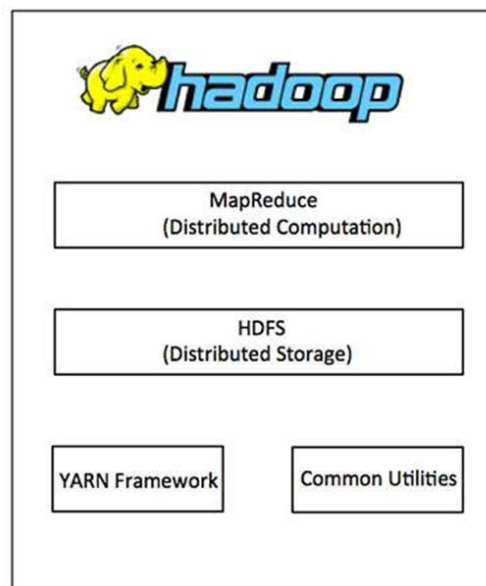 hadoop
MapReduce
(Distributed Computation)
HDFS
(Distributed Storage)
YARN Framework
Common Utilities